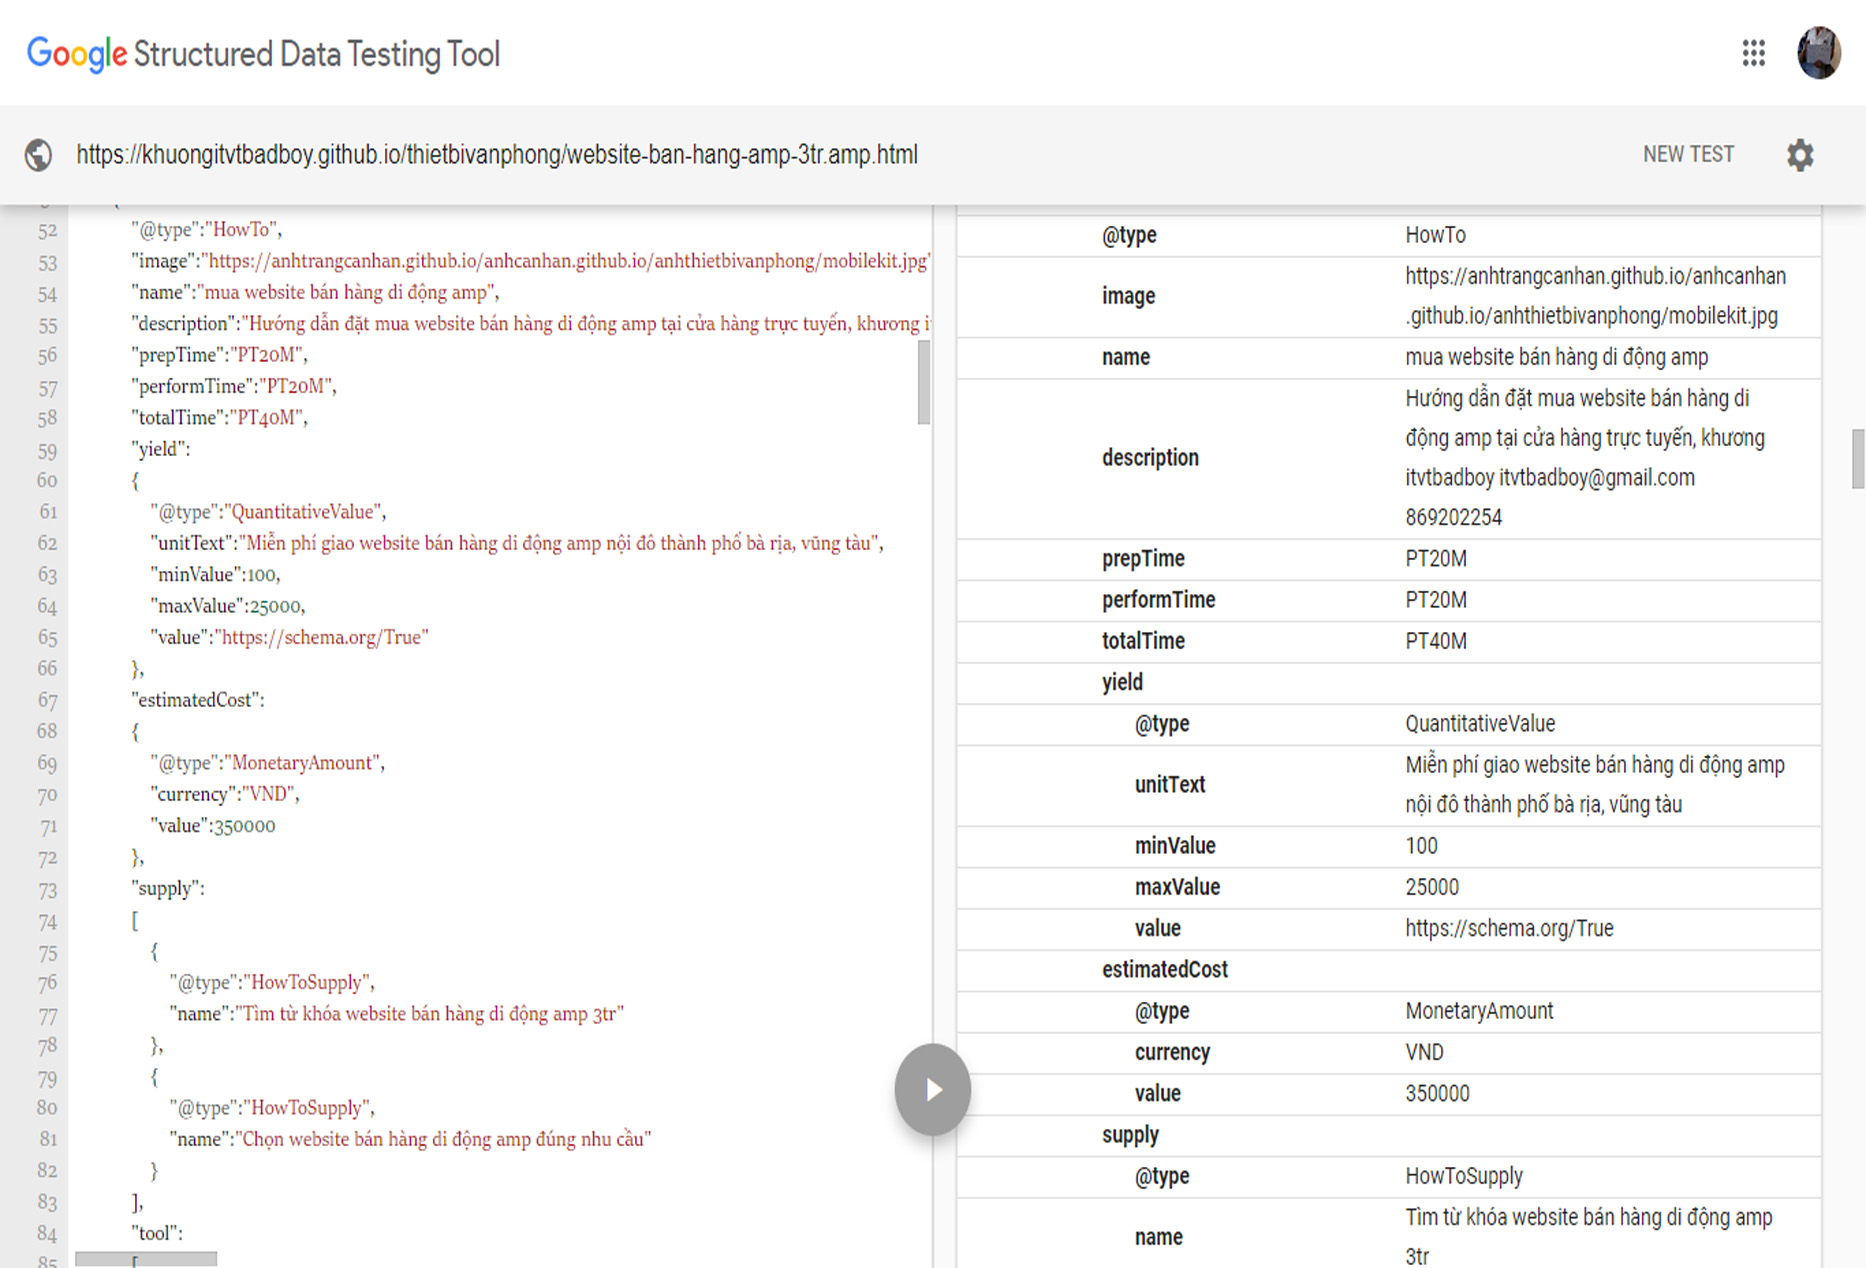 Google Structured Data Testing Tool
https://khuongitvtbadboy.github.io/thietbivanphong/website-ban-hang-amp-3tr.amp.html
NEW TEST
52 "@type":"HowTo",
53 "image":"https://anhtrangcanhan.github.io/anhcanhan.github.io/anhthietbivanphong/mobilekit.jpg"
54 "name":"mua website bán hàng di động amp",
55 "description":"Hướng dẫn đặt mua website bán hàng di động amp tại cửa hàng trực tuyến, khương i
56 "prepTime":"PT20M",
57 "performTime":"PT20M",
58 "totalTime":"PT40M",
59 "yield":
60 {
61 "@type":"QuantitativeValue",
62 "unitText":"Miễn phí giao website bán hàng di động amp nội đô thành phố bà rịa, vũng tàu",
63 "minValue":100,
64 "maxValue":25000,
65 "value":"https://schema.org/True"
66 },
67 "estimatedCost":
68 {
69 "@type":"MonetaryAmount",
70 "currency":"VND",
71 "value":350000
72 },
73 "supply":
74 [
75 {
76 "@type":"HowToSupply",
77 "name":"Tìm từ khóa website bán hàng di động amp 3tr"
78 },
79 {
80 "@type":"HowToSupply",
81 "name":"Chọn website bán hàng di động amp đúng nhu cầu"
82 }
83 ],
84 "tool":
85 [
@type HowTo
image https://anhtrangcanhan.github.io/anhcanhan
.github.io/anhthietbivanphong/mobilekit.jpg
name mua website bán hàng di động amp
description Hướng dẫn đặt mua website bán hàng di
động amp tại cửa hàng trực tuyến, khương
itvtbadboy itvtbadboy@gmail.com
869202254
prepTime PT20M
performTime PT20M
totalTime PT40M
yield
@type QuantitativeValue
unitText Miễn phí giao website bán hàng di động amp
nội đô thành phố bà rịa, vũng tàu
minValue 100
maxValue 25000
value https://schema.org/True
estimatedCost
@type MonetaryAmount
currency VND
value 350000
supply
@type HowToSupply
name Tìm từ khóa website bán hàng di động amp
3tr